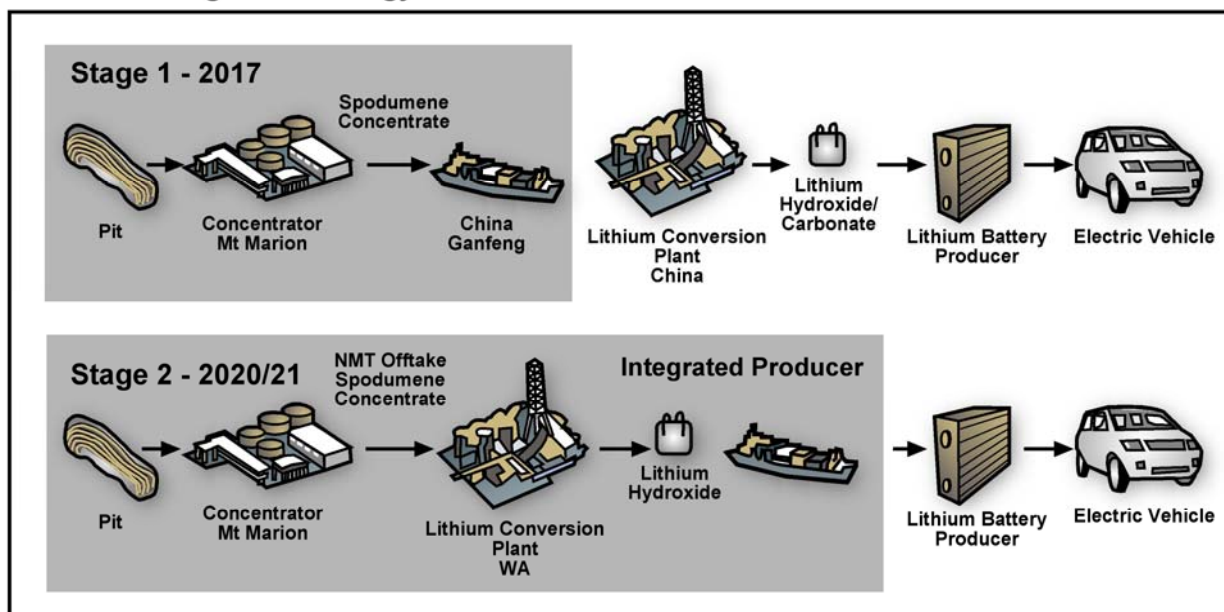 Stage 1 - 2017
Spodumene
Concentrate
Pit
Concentrator
Mt Marion
China
Ganfeng
Lithium Conversion
Plant
China
Lithium
Hydroxide/
Carbonate
Lithium Battery
Producer
Electric Vehicle
Stage 2 - 2020/21
NMT Offtake
Spodumene
Concentrate
Integrated Producer
Pit
Concentrator
Mt Marion
Lithium Conversion
Plant
WA
Lithium
Hydroxide
Lithium Battery
Producer
Electric Vehicle